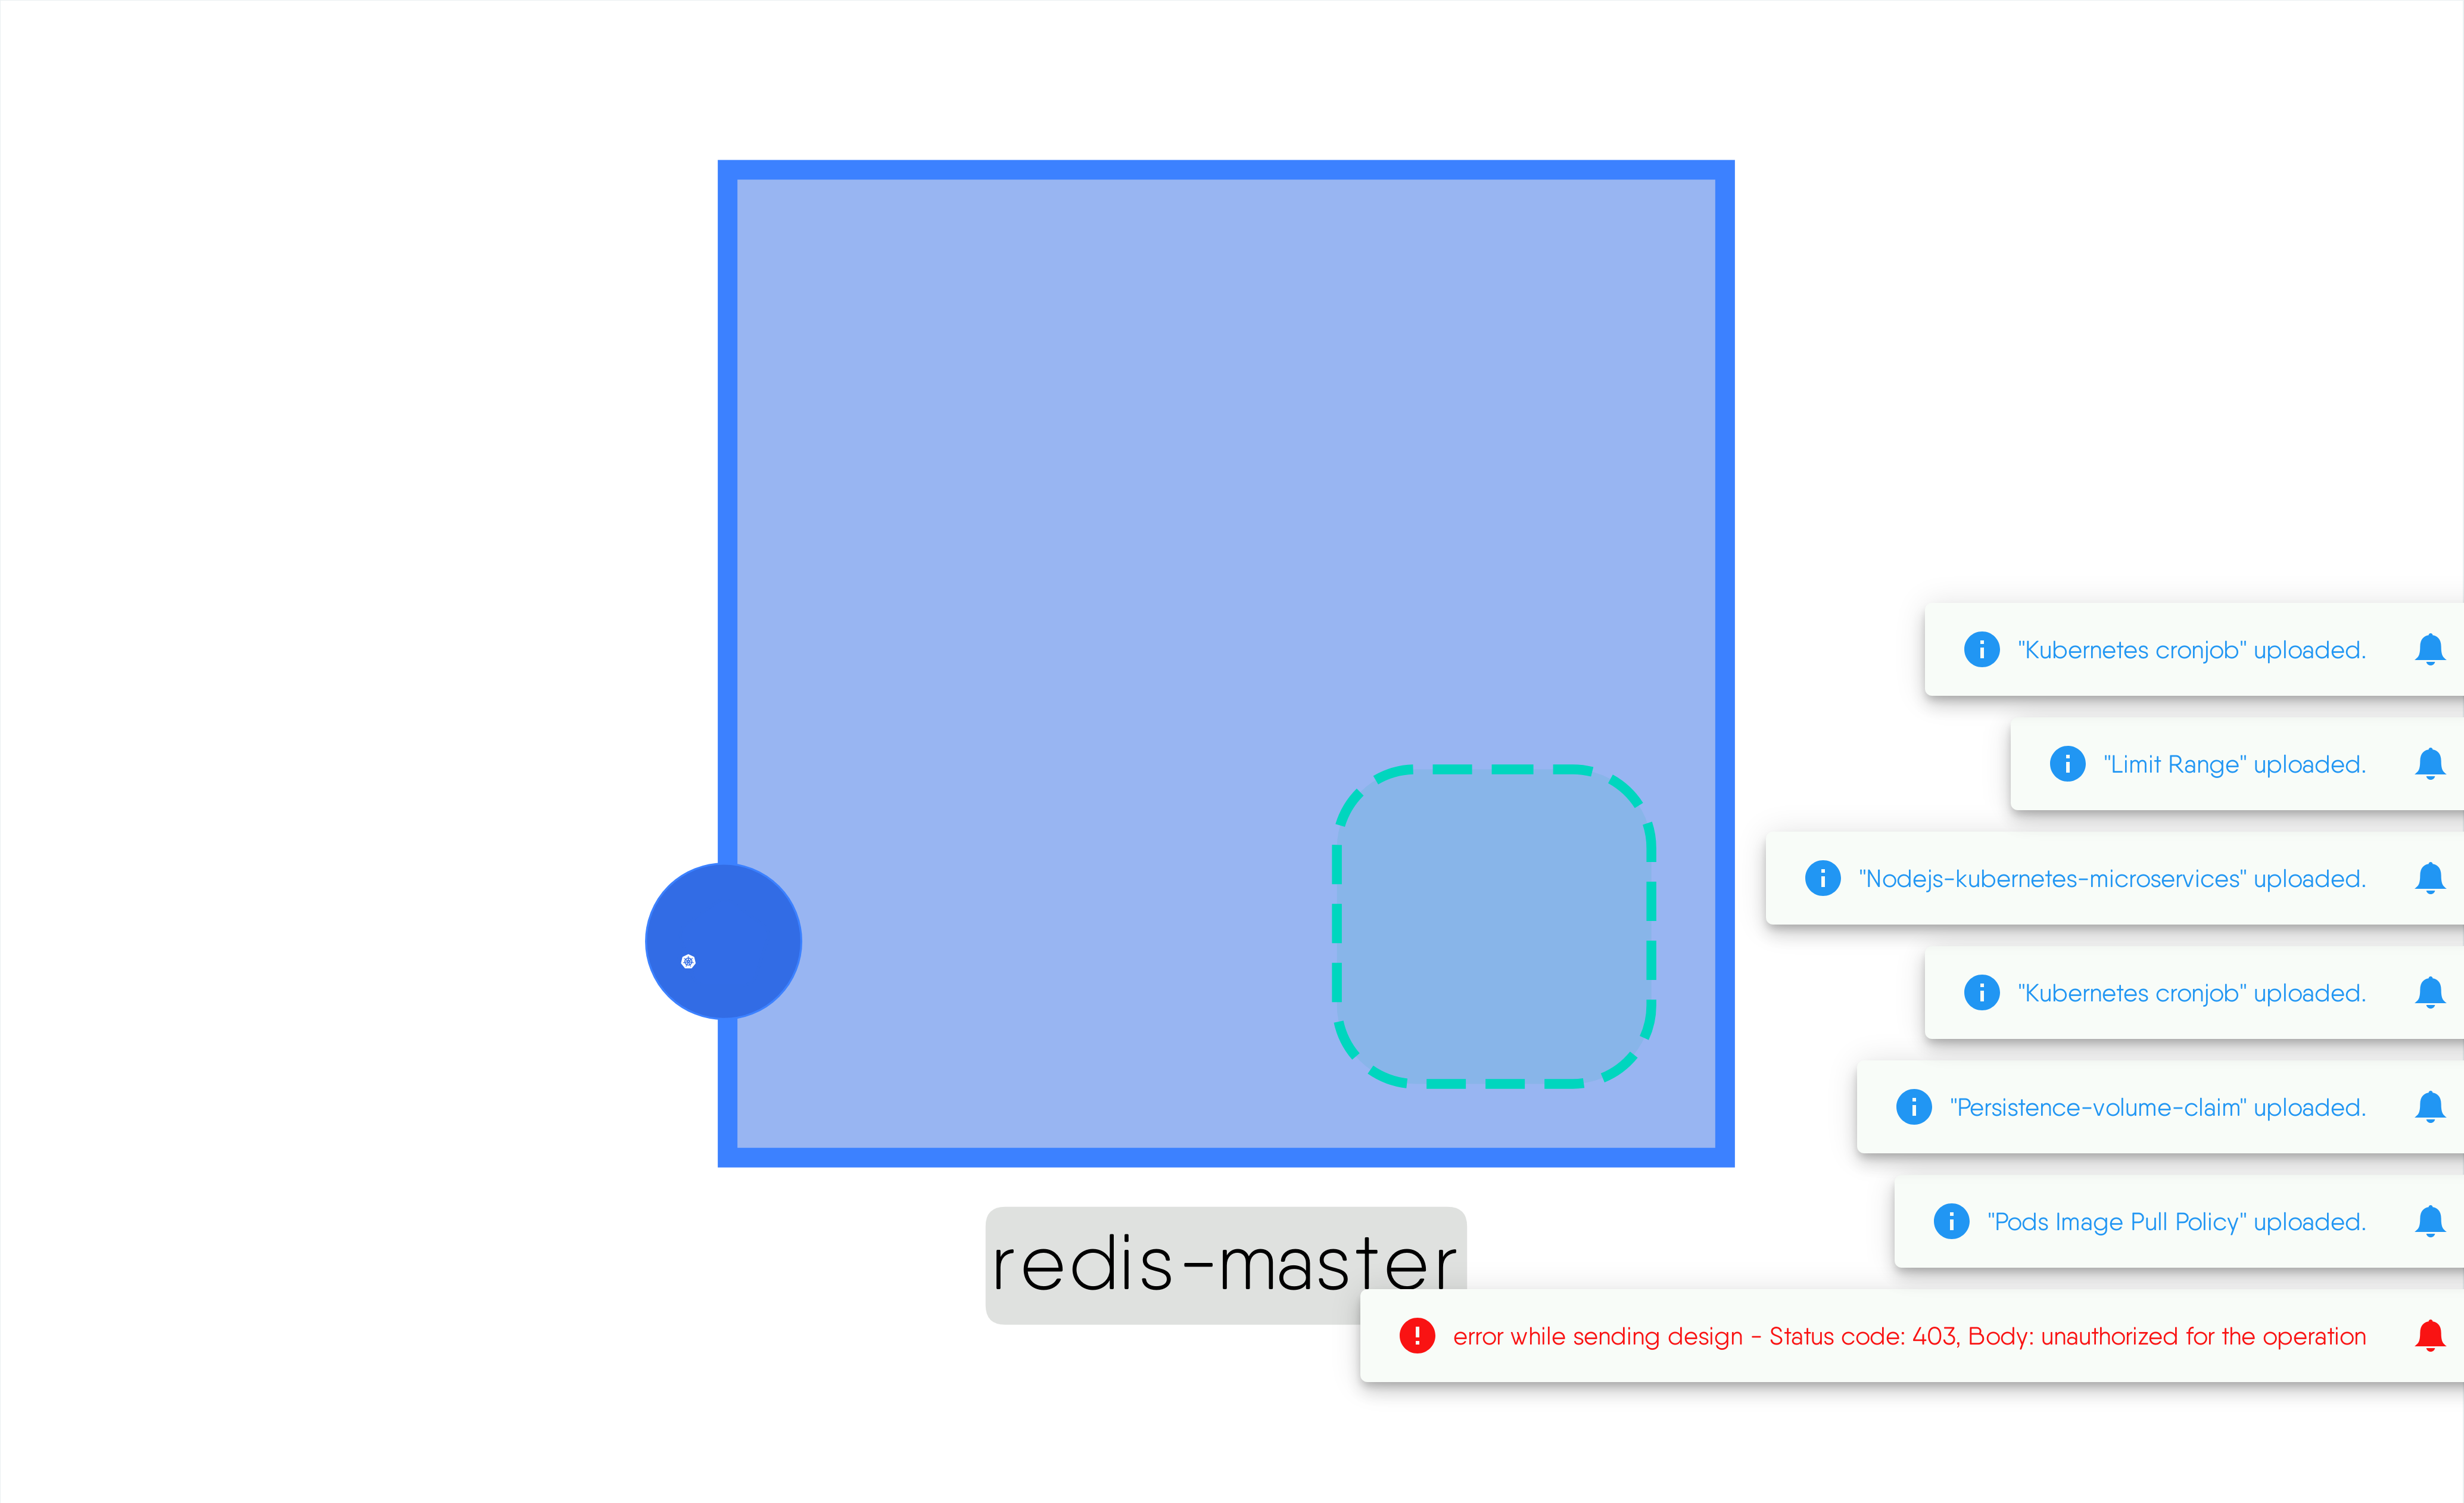 "Kubernetes cronjob" uploaded.
"Limit Range" uploaded.
"Nodejs-kubernetes-microservices" uploaded.
"Kubernetes cronjob" uploaded.
"Persistence-volume-claim" uploaded.
"Pods Image Pull Policy" uploaded.
redis-master
error while sending design - Status code: 403, Body: unauthorized for the operation